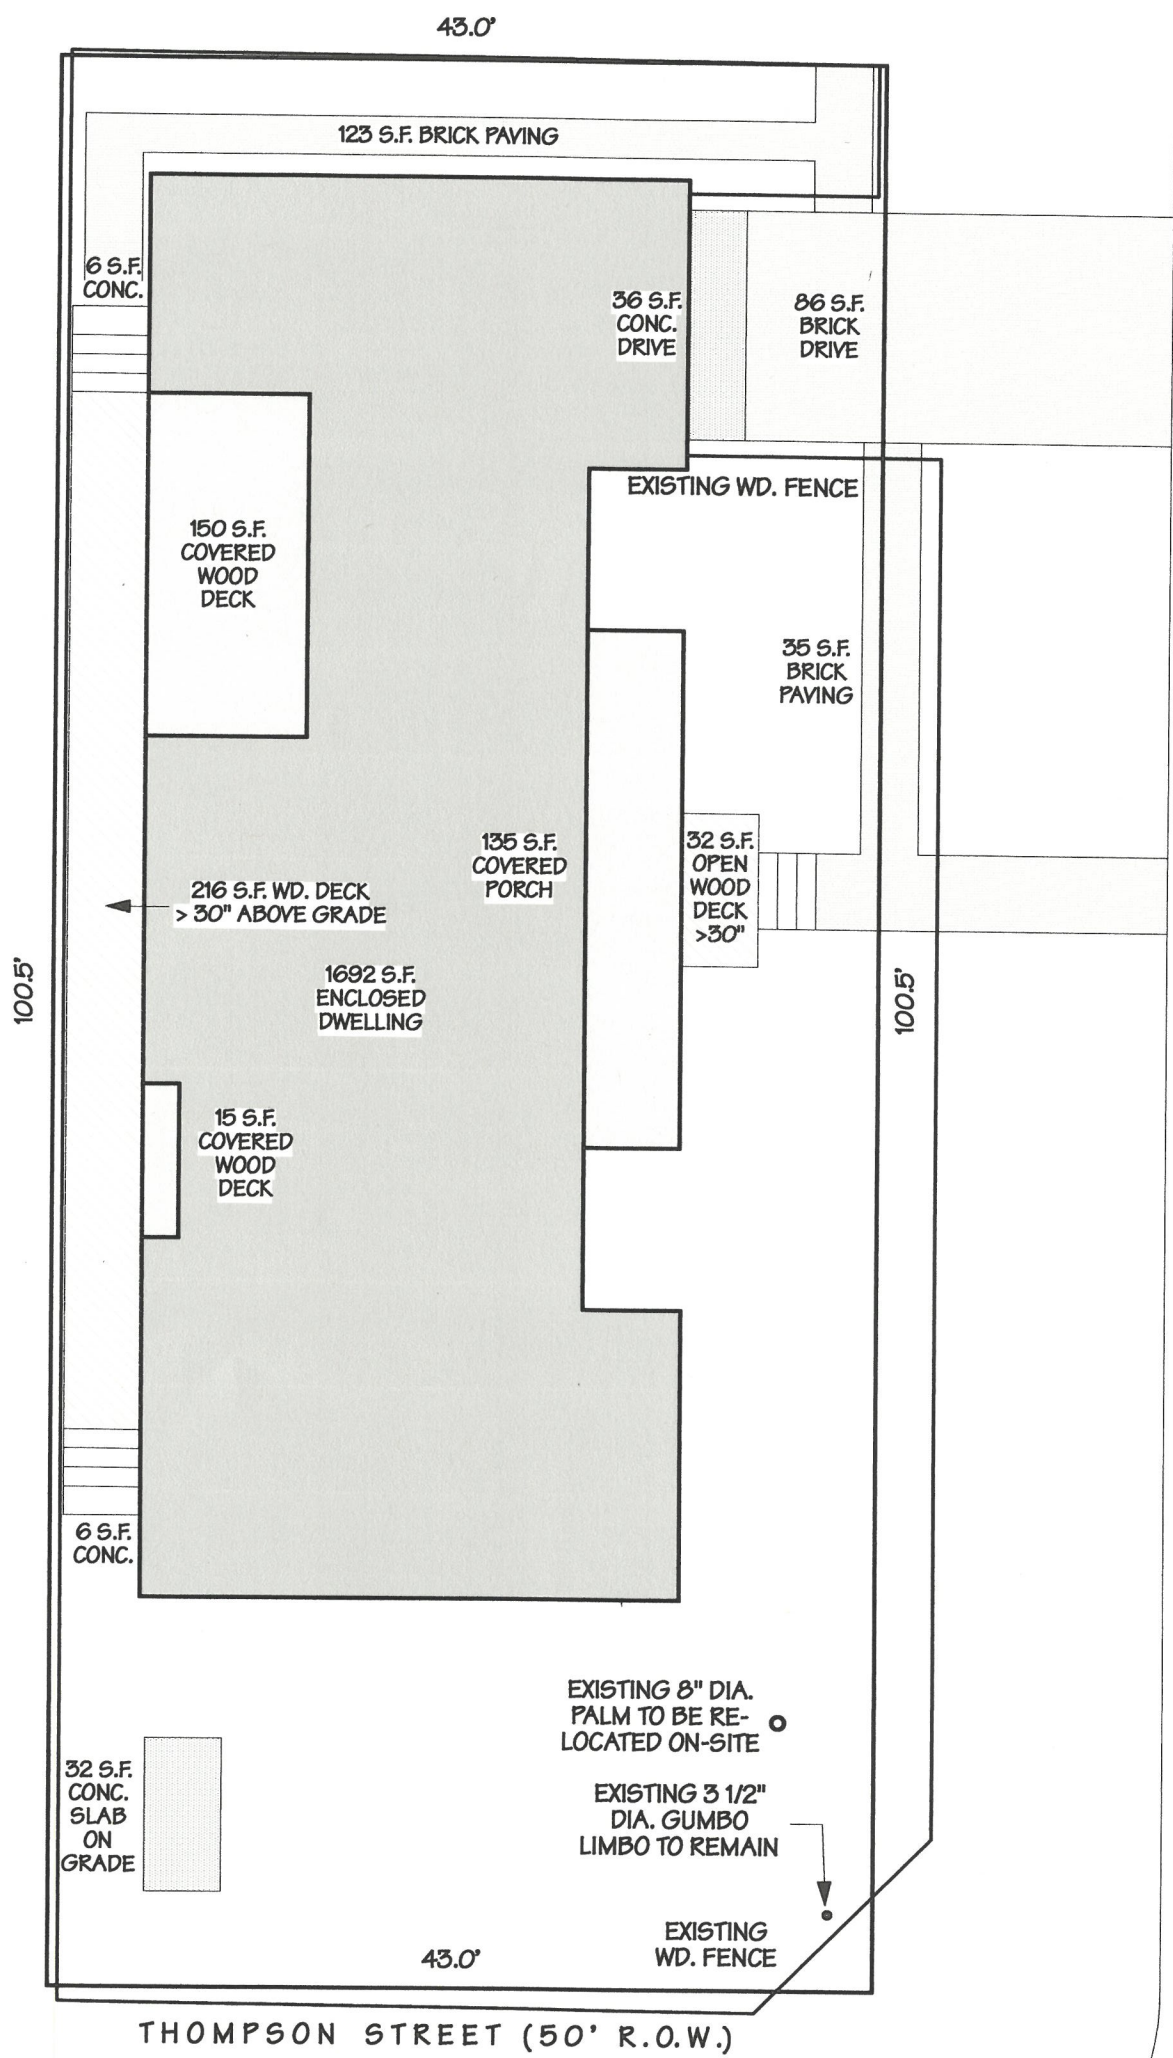 43.0'
123 S.F. BRICK PAVING
6 S.F.
CONC.
36 S.F.
CONC.
DRIVE
86 S.F.
BRICK
DRIVE
EXISTING WD. FENCE
150 S.F.
COVERED
WOOD
DECK
35 S.F.
BRICK
PAVING
135 S.F.
COVERED
PORCH
32 S.F.
OPEN
WOOD
DECK
>30"
216 S.F. WD. DECK
> 30" ABOVE GRADE
1692 S.F.
ENCLOSED
DWELLING
100.5'
100.5'
15 S.F.
COVERED
WOOD
DECK
6 S.F.
CONC.
EXISTING 8" DIA.
PALM TO BE RE-
LOCATED ON-SITE
32 S.F.
CONC.
SLAB
ON
GRADE
EXISTING 3 1/2"
DIA. GUMBO
LIMBO TO REMAIN
EXISTING
WD. FENCE
43.0'
THOMPSON STREET (50' R.O.W.)